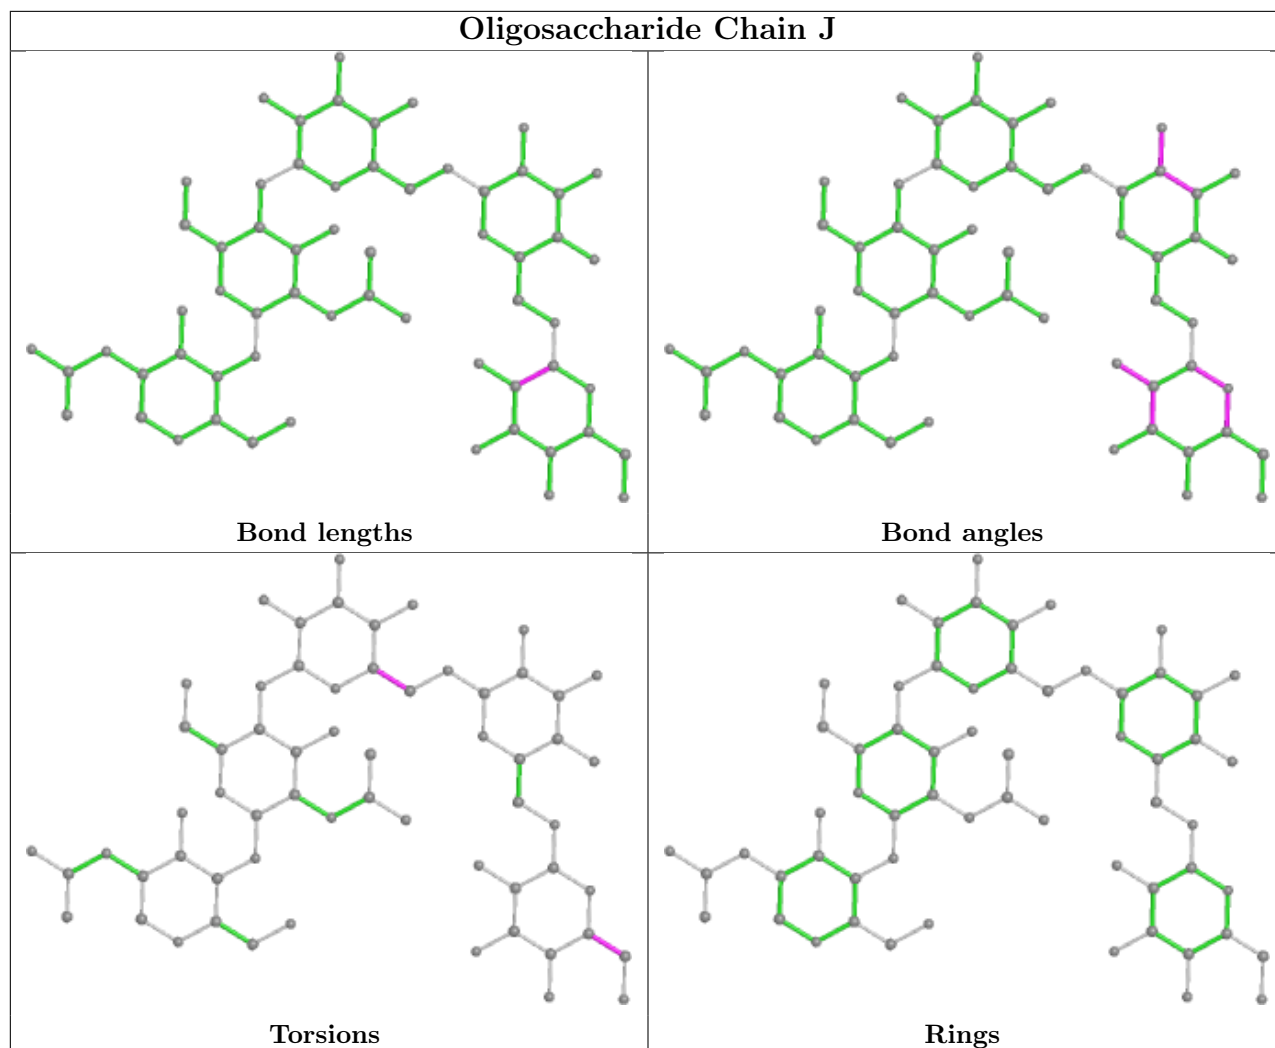 Oligosaccharide Chain J
Bond lengths
Bond angles
Torsions
Rings